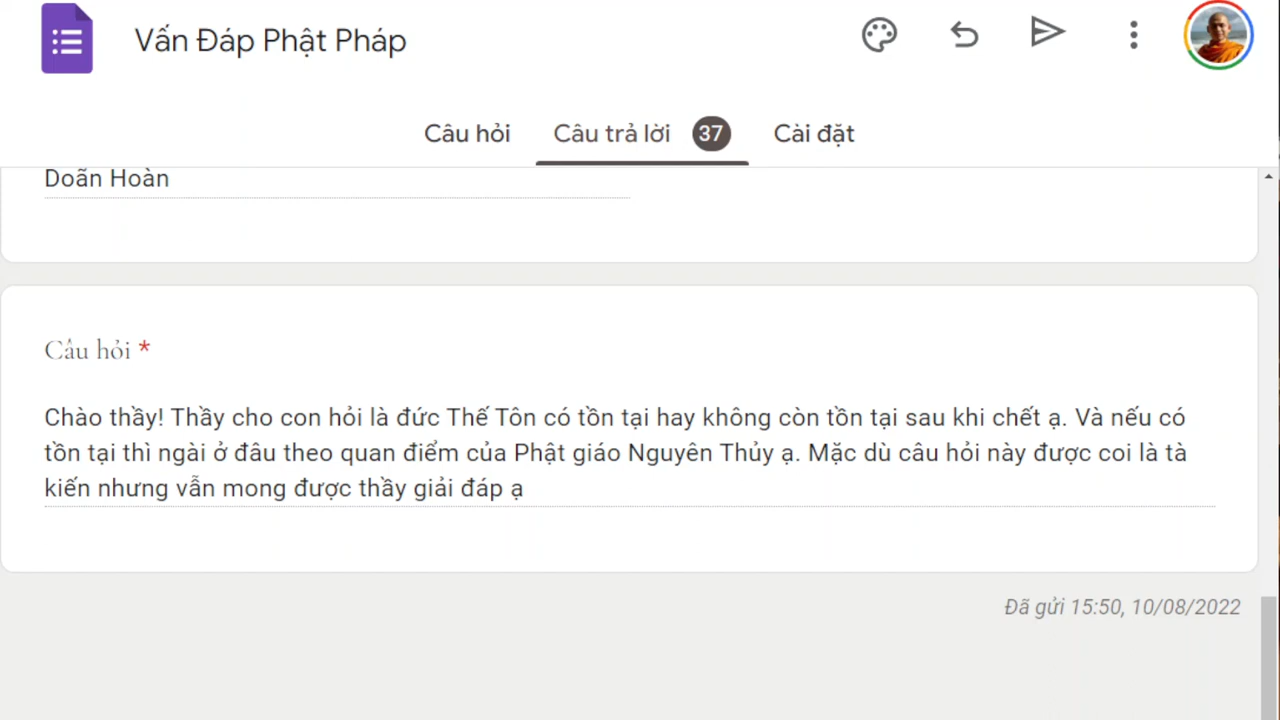 Vấn Đáp Phật Pháp
Câu hỏi
Câu trả lời
37
Cài đặt
Doãn Hoàn
Câu hỏi *
Chào thầy! Thầy cho con hỏi là đức Thế Tôn có tồn tại hay không còn tồn tại sau khi chết ạ. Và nếu có
tồn tại thì ngài ở đâu theo quan điểm của Phật giáo Nguyên Thủy ạ. Mặc dù câu hỏi này được coi là tà
kiến nhưng vẫn mong được thầy giải đáp ạ
Đã gửi 15:50, 10/08/2022